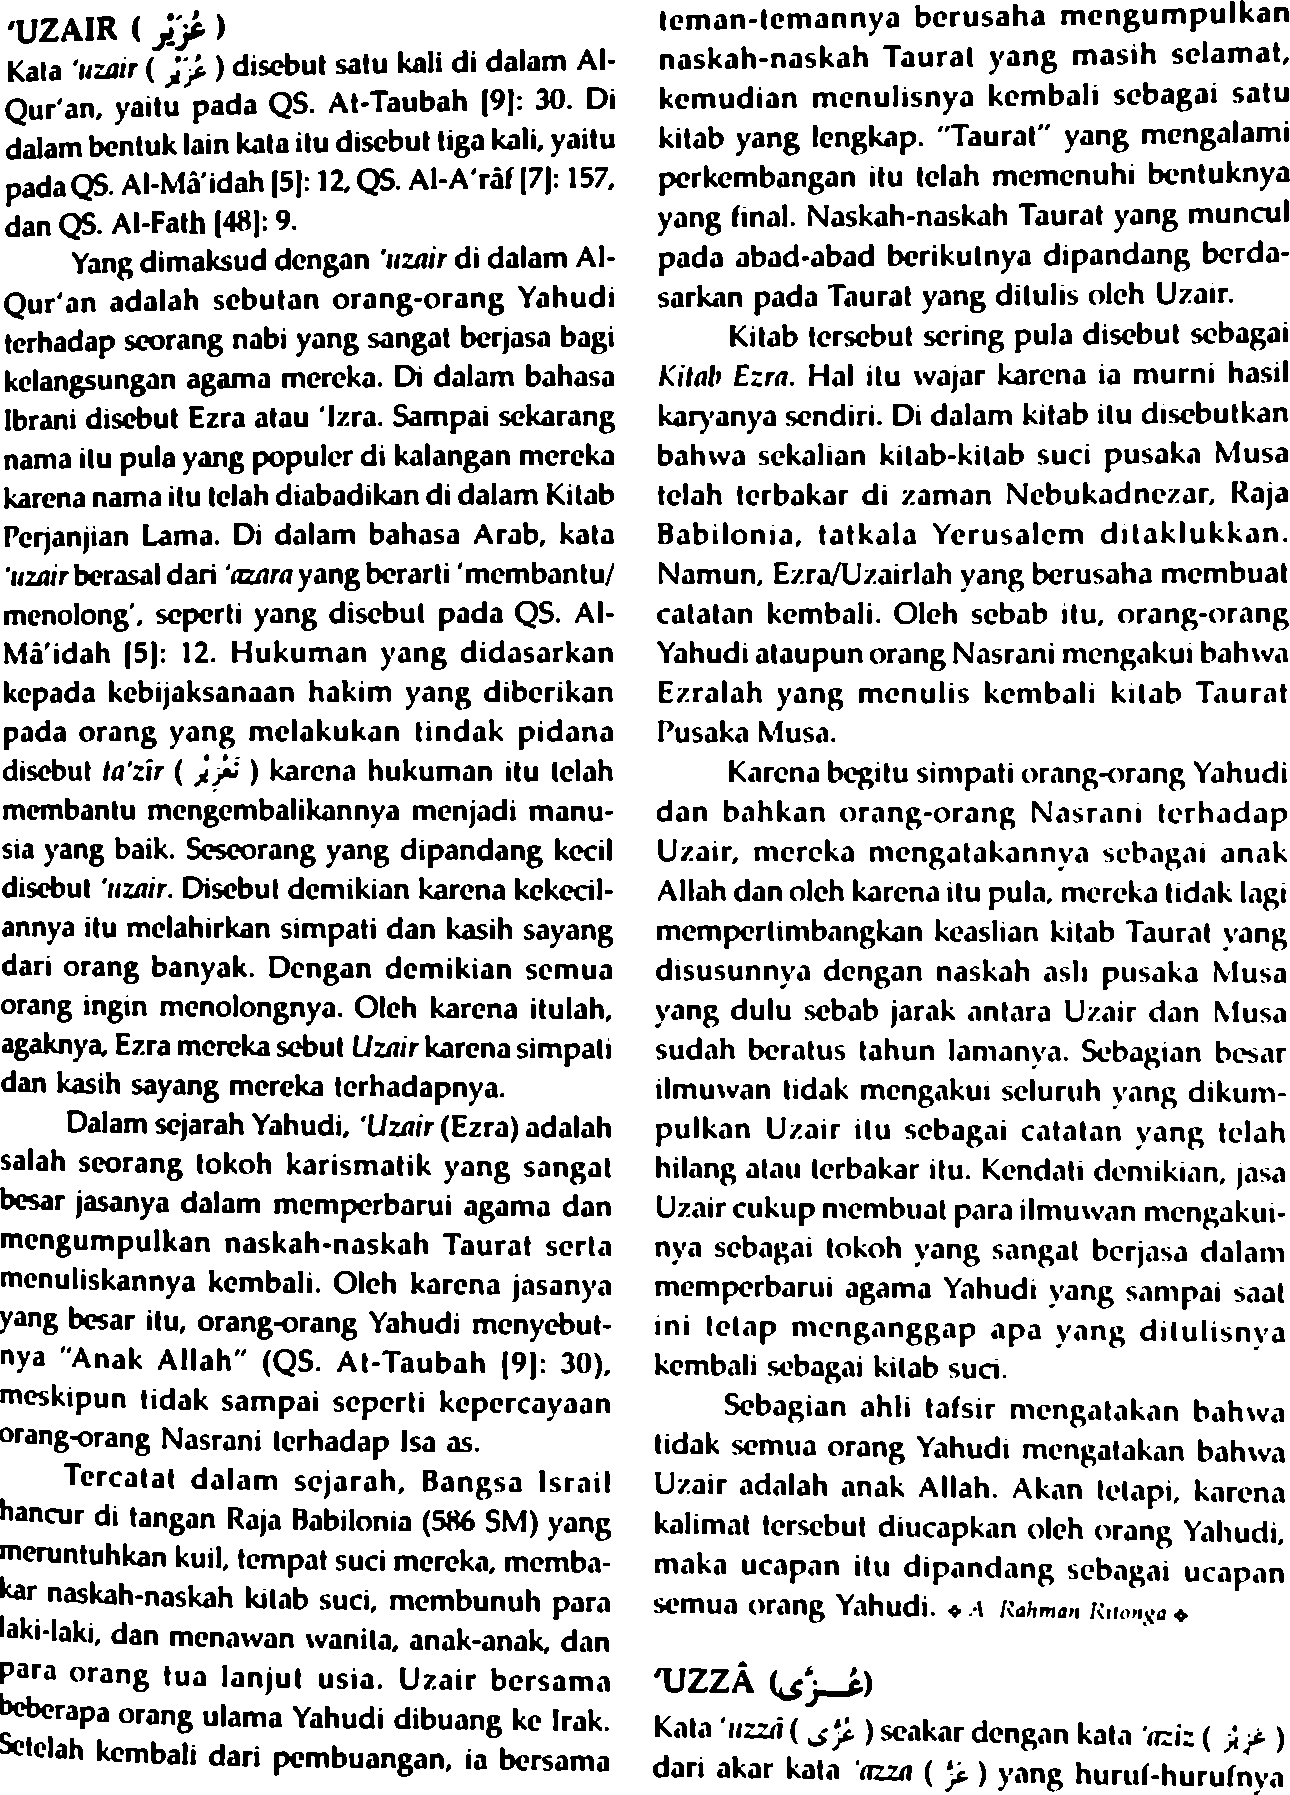 'UZAIR ( عُزَيْر )
Kata 'uzair ( عُزَيْر ) disebut satu kali di dalam Al-
Qur'an, yaitu pada QS. At-Taubah [9]: 30. Di
dalam bentuk lain kata itu disebut tiga kali, yaitu
pada QS. Al-Mâ'idah [5]: 12, QS. Al-A'râf [7]: 157,
dan QS. Al-Fath [48]: 9.
Yang dimaksud dengan 'uzair di dalam Al-
Qur'an adalah sebutan orang-orang Yahudi
terhadap seorang nabi yang sangat berjasa bagi
kelangsungan agama mereka. Di dalam bahasa
Ibrani disebut Ezra atau 'Izra. Sampai sekarang
nama itu pula yang populer di kalangan mereka
karena nama itu telah diabadikan di dalam Kitab
Perjanjian Lama. Di dalam bahasa Arab, kata
'uzair berasal dari 'azara yang berarti 'membantu/
menolong', seperti yang disebut pada QS. Al-
Mâ'idah [5]: 12. Hukuman yang didasarkan
kepada kebijaksanaan hakim yang diberikan
pada orang yang melakukan tindak pidana
disebut ta'zîr ( تَعْزِيْر ) karena hukuman itu telah
membantu mengembalikannya menjadi manu-
sia yang baik. Seseorang yang dipandang kecil
disebut 'uzair. Disebut demikian karena kekecil-
annya itu melahirkan simpati dan kasih sayang
dari orang banyak. Dengan demikian semua
orang ingin menolongnya. Oleh karena itulah,
agaknya, Ezra mereka sebut Uzair karena simpati
dan kasih sayang mereka terhadapnya.
Dalam sejarah Yahudi, 'Uzair (Ezra) adalah
salah seorang tokoh karismatik yang sangat
besar jasanya dalam memperbarui agama dan
mengumpulkan naskah-naskah Taurat serta
menuliskannya kembali. Oleh karena jasanya
yang besar itu, orang-orang Yahudi menyebut-
nya "Anak Allah" (QS. At-Taubah [9]: 30),
meskipun tidak sampai seperti kepercayaan
orang-orang Nasrani terhadap Isa as.
Tercatat dalam sejarah, Bangsa Israil
hancur di tangan Raja Babilonia (586 SM) yang
meruntuhkan kuil, tempat suci mereka, memba-
kar naskah-naskah kitab suci, membunuh para
laki-laki, dan menawan wanita, anak-anak, dan
para orang tua lanjut usia. Uzair bersama
beberapa orang ulama Yahudi dibuang ke Irak.
Setelah kembali dari pembuangan, ia bersama
teman-temannya berusaha mengumpulkan
naskah-naskah Taurat yang masih selamat,
kemudian menulisnya kembali sebagai satu
kitab yang lengkap. "Taurat" yang mengalami
perkembangan itu telah memenuhi bentuknya
yang final. Naskah-naskah Taurat yang muncul
pada abad-abad berikutnya dipandang berda-
sarkan pada Taurat yang ditulis oleh Uzair.
Kitab tersebut sering pula disebut sebagai
Kitab Ezra. Hal itu wajar karena ia murni hasil
karyanya sendiri. Di dalam kitab itu disebutkan
bahwa sekalian kitab-kitab suci pusaka Musa
telah terbakar di zaman Nebukadnezar, Raja
Babilonia, tatkala Yerusalem ditaklukkan.
Namun, Ezra/Uzairlah yang berusaha membuat
catatan kembali. Oleh sebab itu, orang-orang
Yahudi ataupun orang Nasrani mengakui bahwa
Ezralah yang menulis kembali kitab Taurat
Pusaka Musa.
Karena begitu simpati orang-orang Yahudi
dan bahkan orang-orang Nasrani terhadap
Uzair, mereka mengatakannya sebagai anak
Allah dan oleh karena itu pula, mereka tidak lagi
mempertimbangkan keaslian kitab Taurat yang
disusunnya dengan naskah asli pusaka Musa
yang dulu sebab jarak antara Uzair dan Musa
sudah beratus tahun lamanya. Sebagian besar
ilmuwan tidak mengakui seluruh yang dikum-
pulkan Uzair itu sebagai catatan yang telah
hilang atau terbakar itu. Kendati demikian, jasa
Uzair cukup membuat para ilmuwan mengakui-
nya sebagai tokoh yang sangat berjasa dalam
memperbarui agama Yahudi yang sampai saat
ini tetap menganggap apa yang ditulisnya
kembali sebagai kitab suci.
Sebagian ahli tafsir mengatakan bahwa
tidak semua orang Yahudi mengatakan bahwa
Uzair adalah anak Allah. Akan tetapi, karena
kalimat tersebut diucapkan oleh orang Yahudi,
maka ucapan itu dipandang sebagai ucapan
semua orang Yahudi. ✦ A Rahman Ritonga ✦
'UZZÂ (عُـزَّى)
Kata 'uzzâ ( عُزَّى ) seakar dengan kata 'azîz ( عَزِيْز )
dari akar kata 'azza ( عَزَّ ) yang huruf-hurufnya